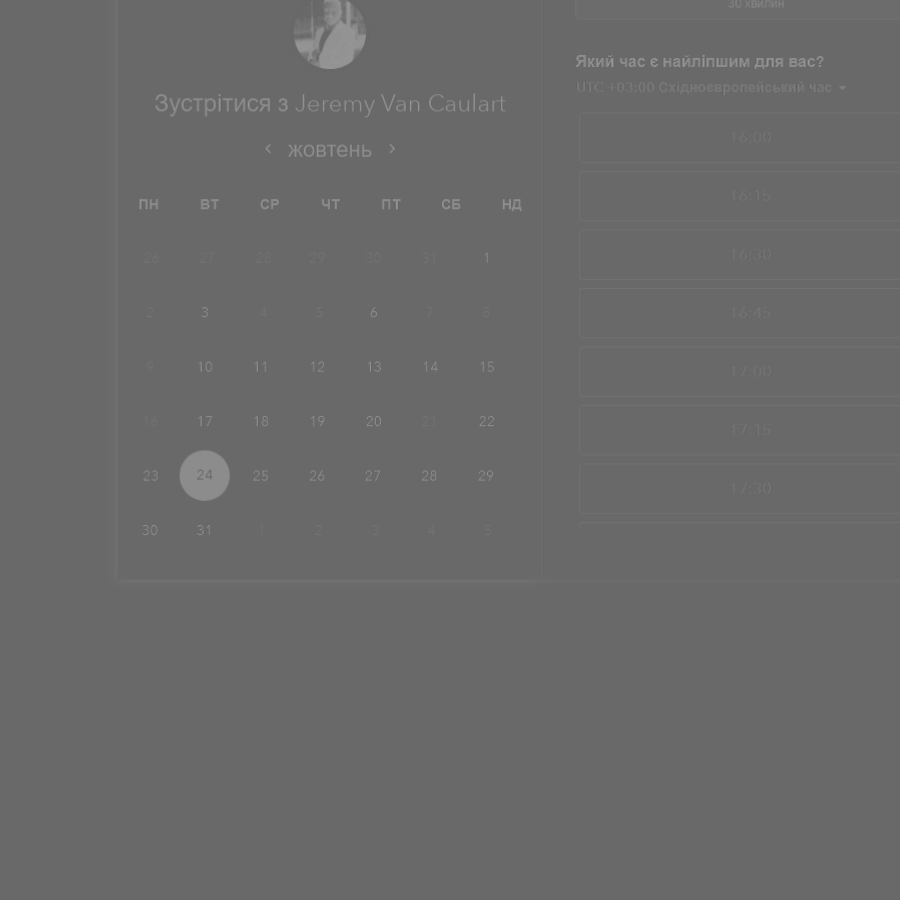 Зустрітися з Jeremy Van Caulart
‹ жовтень ›
ПН ВТ СР ЧТ ПТ СБ НД
26 27 28 29 30 31 1
2 3 4 5 6 7 8
9 10 11 12 13 14 15
16 17 18 19 20 21 22
23 24 25 26 27 28 29
30 31 1 2 3 4 5
30 хвилин
Який час є найліпшим для вас?
UTC +03:00 Східноєвропейський час
16:00
16:15
16:30
16:45
17:00
17:15
17:30